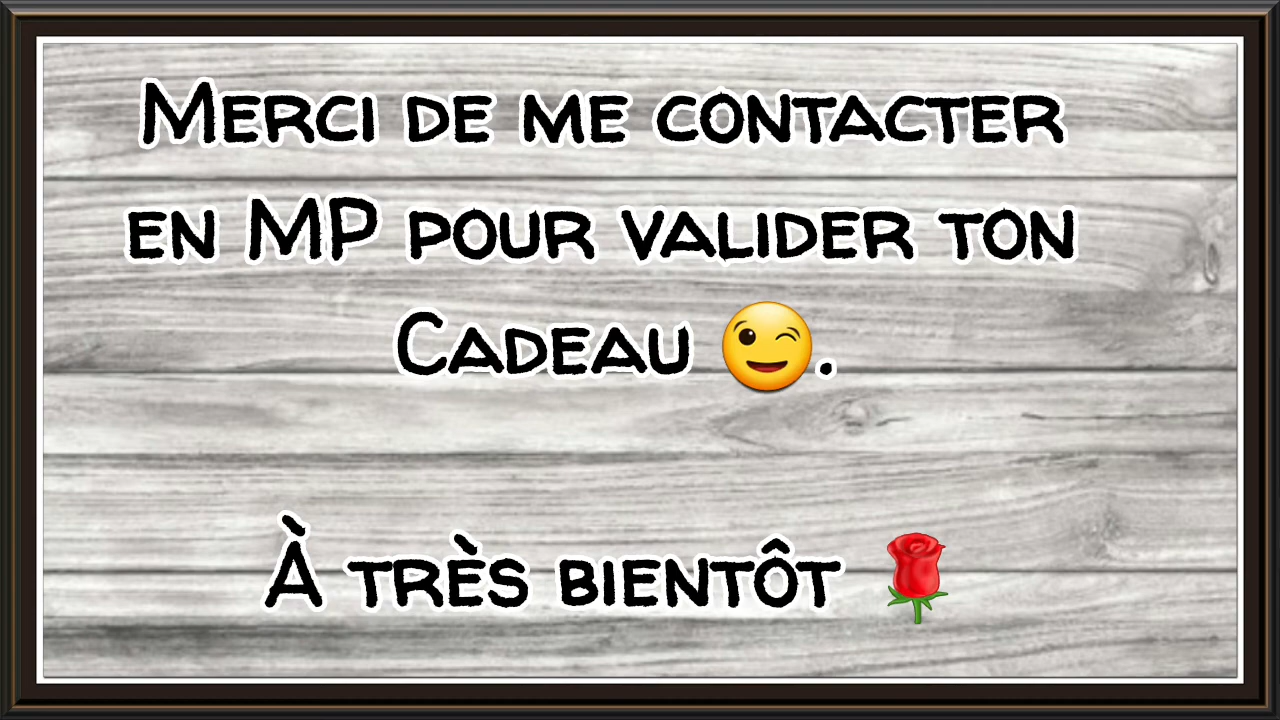 Merci de me contacter
en MP pour valider ton
Cadeau 😉.
À très bientôt 🌹